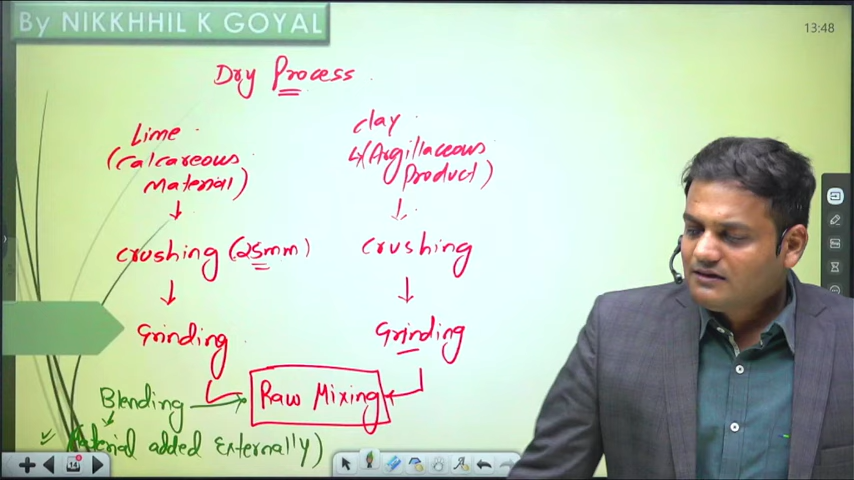 By NIKKHHIL K GOYAL
13:48
Dry Process
Lime
(calcareous
material)
clay
(Argillaceous
Product)
crushing (25mm)
crushing
Grinding
Grinding
Raw Mixing
Blending
(Material added Externally)
14